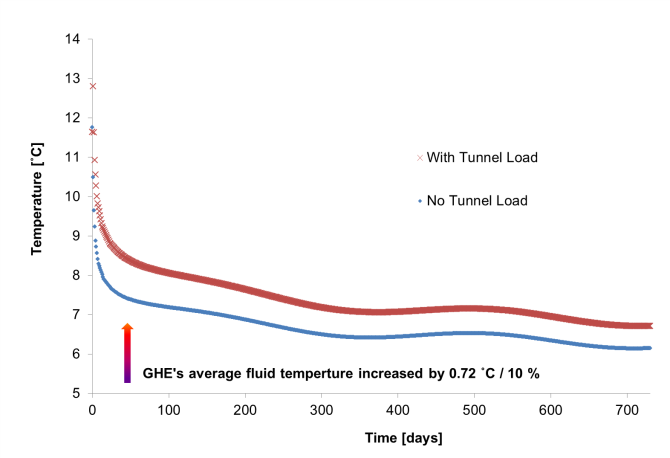 14
13
12
11
10
9
8
7
6
5
Temperature [˚C]
× With Tunnel Load
• No Tunnel Load
GHE's average fluid temperture increased by 0.72 ˚C / 10 %
0 100 200 300 400 500 600 700
Time [days]